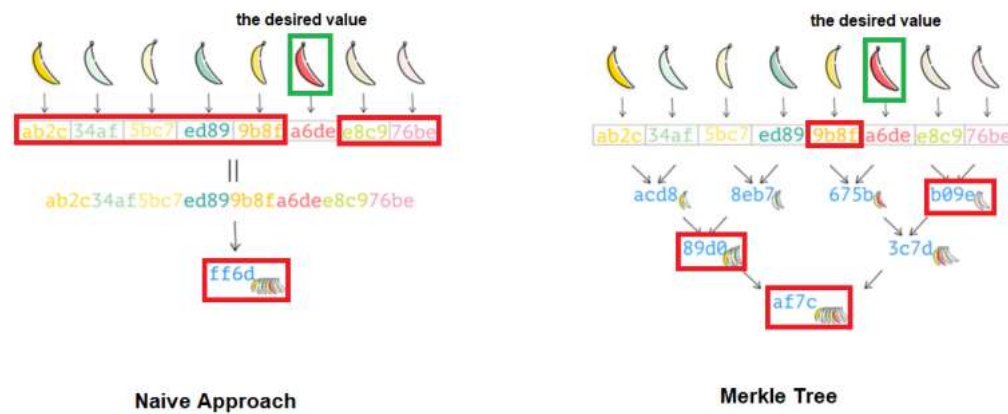 the desired value
ab2c 34af 5bc7 ed89 9b8f a6de e8c9 76be
ab2c34af5bc7ed899b8fa6dee8c976be
ff6d
Naive Approach
the desired value
ab2c 34af 5bc7 ed89 9b8f a6de e8c9 76be
acd8 8eb7 675b b09e
89d0 3c7d
af7c
Merkle Tree